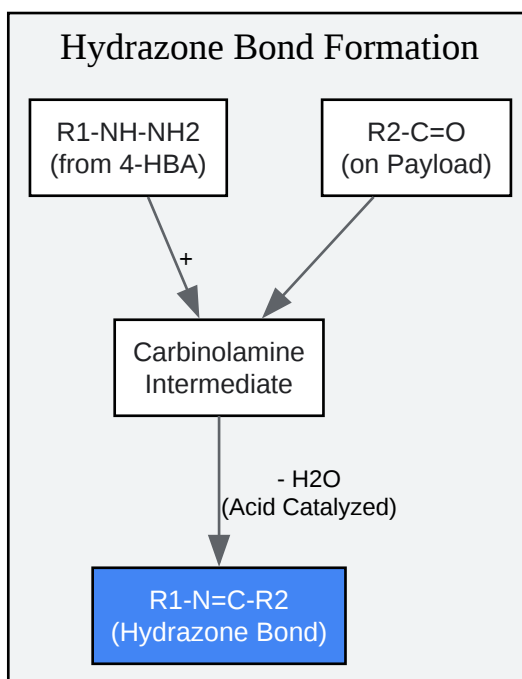 Hydrazone Bond Formation
R1-NH-NH2
(from 4-HBA)
R2-C=O
(on Payload)
+
Carbinolamine
Intermediate
- H2O
(Acid Catalyzed)
R1-N=C-R2
(Hydrazone Bond)